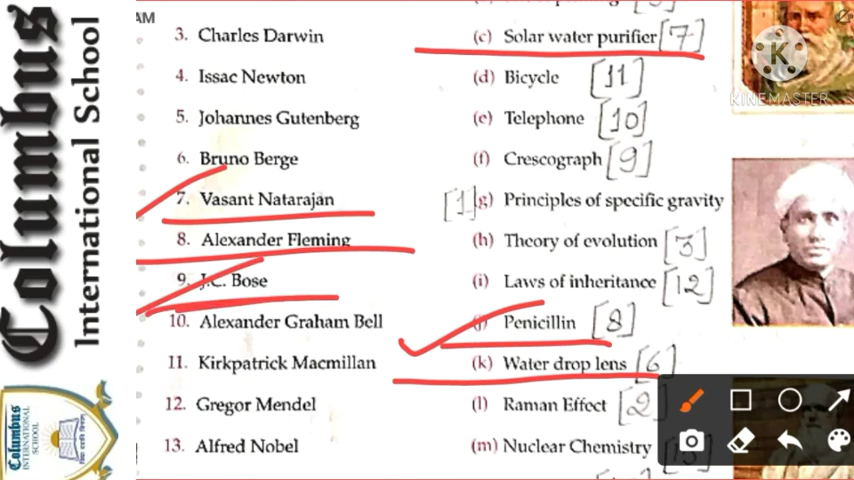 Columbus
International School
AM
3. Charles Darwin
(c) Solar water purifier [7]
4. Issac Newton
(d) Bicycle [11]
5. Johannes Gutenberg
(e) Telephone [10]
6. Bruno Berge
(f) Crescograph [9]
7. Vasant Natarajan
[1] (g) Principles of specific gravity
8. Alexander Fleming
(h) Theory of evolution [3]
9. J.C. Bose
(i) Laws of inheritance [12]
10. Alexander Graham Bell
(j) Penicillin [8]
11. Kirkpatrick Macmillan
(k) Water drop lens [6]
12. Gregor Mendel
(l) Raman Effect [2]
13. Alfred Nobel
(m) Nuclear Chemistry
K
KINEMASTER
Columbus
INTERNATIONAL
SCHOOL